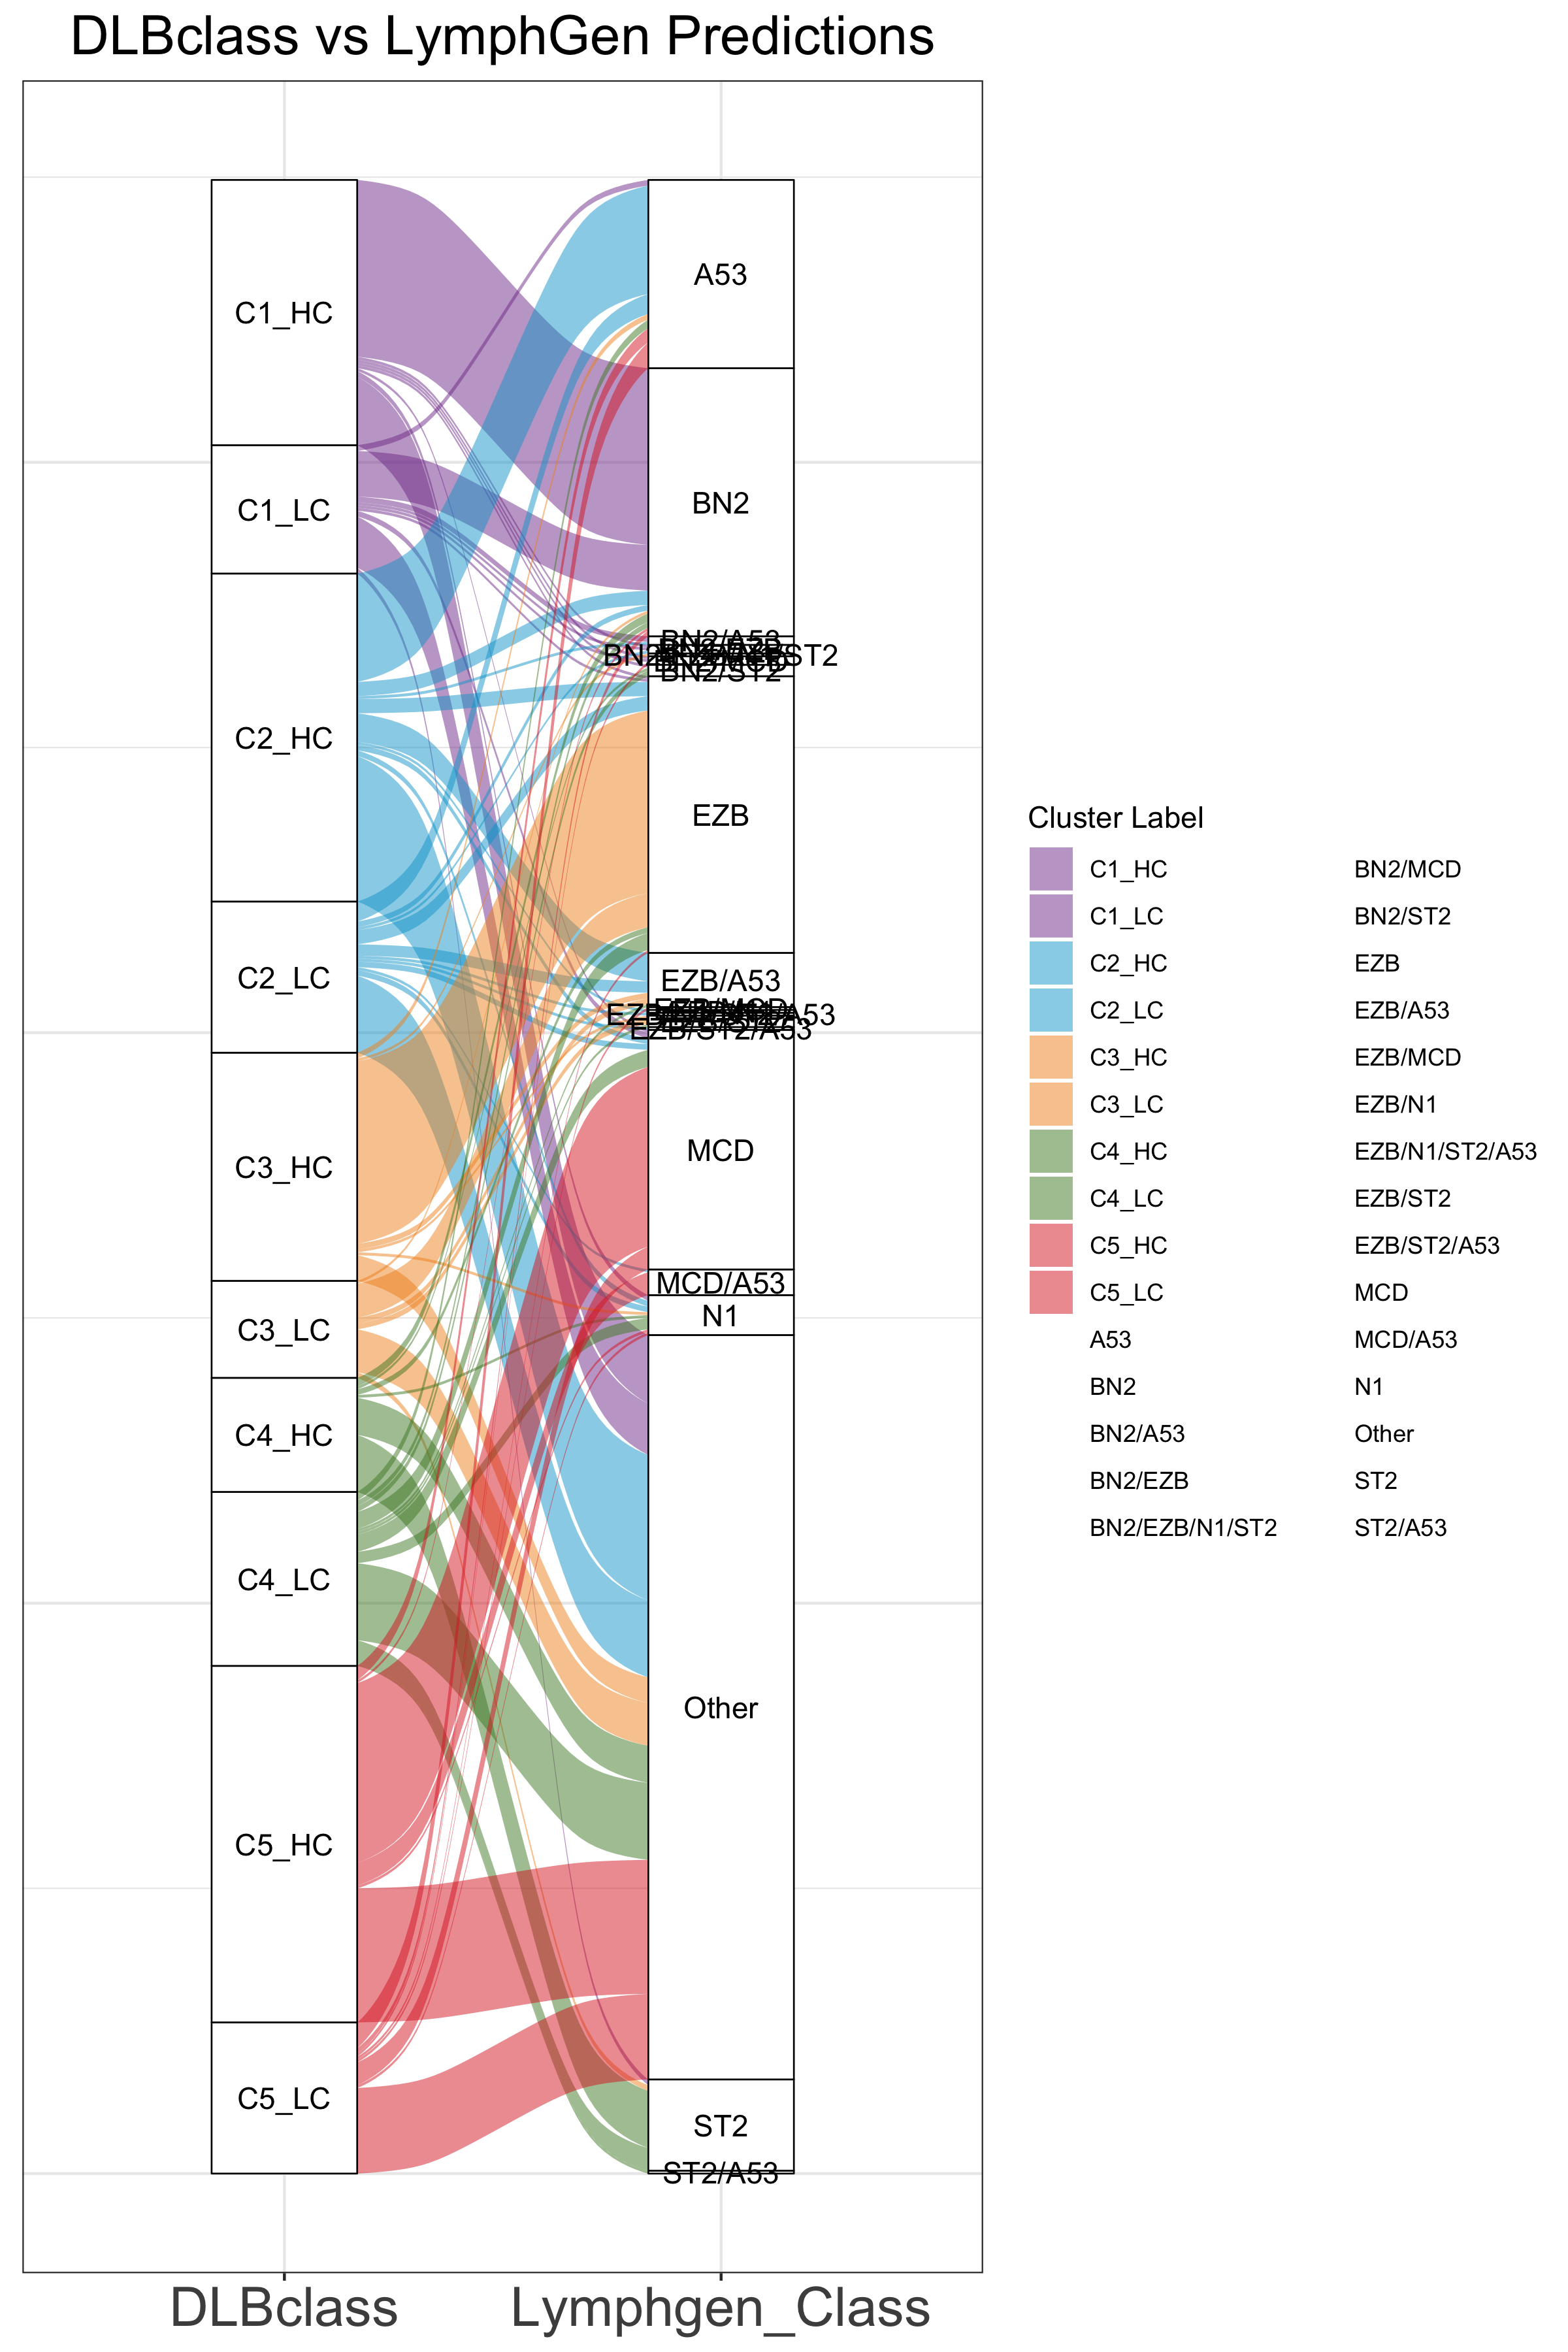 DLBclass vs LymphGen Predictions
C1_HC
C1_LC
C2_HC
C2_LC
C3_HC
C3_LC
C4_HC
C4_LC
C5_HC
C5_LC
A53
BN2
BN2/A53
BN2/ST2
EZB
EZB/A53
EZB/MCD
EZB/ST2/A53
MCD
MCD/A53
N1
Other
ST2
ST2/A53
DLBclass
Lymphgen_Class
Cluster Label
C1_HC
C1_LC
C2_HC
C2_LC
C3_HC
C3_LC
C4_HC
C4_LC
C5_HC
C5_LC
A53
BN2
BN2/A53
BN2/EZB
BN2/EZB/N1/ST2
BN2/MCD
BN2/ST2
EZB
EZB/A53
EZB/MCD
EZB/N1
EZB/N1/ST2/A53
EZB/ST2
EZB/ST2/A53
MCD
MCD/A53
N1
Other
ST2
ST2/A53